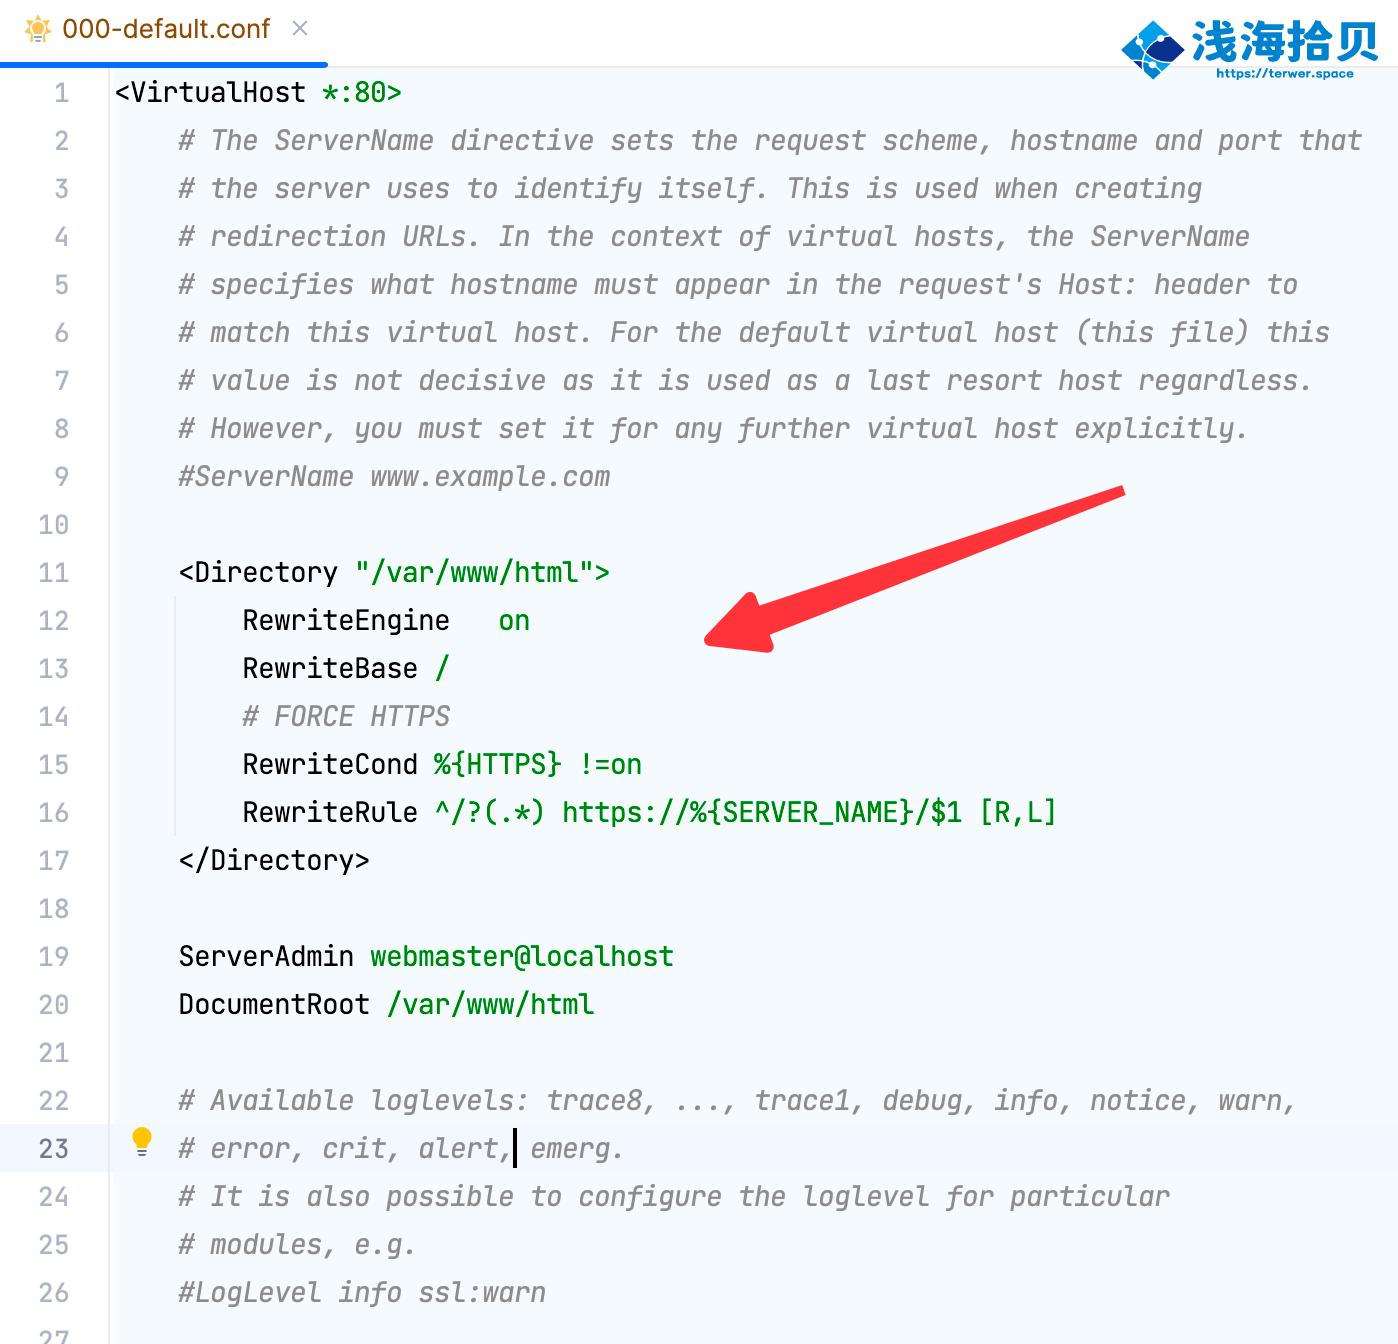 000-default.conf ×
浅海拾贝
https://terwer.space
1 <VirtualHost *:80>
2 # The ServerName directive sets the request scheme, hostname and port that
3 # the server uses to identify itself. This is used when creating
4 # redirection URLs. In the context of virtual hosts, the ServerName
5 # specifies what hostname must appear in the request's Host: header to
6 # match this virtual host. For the default virtual host (this file) this
7 # value is not decisive as it is used as a last resort host regardless.
8 # However, you must set it for any further virtual host explicitly.
9 #ServerName www.example.com
10
11 <Directory "/var/www/html">
12 RewriteEngine   on
13 RewriteBase /
14 # FORCE HTTPS
15 RewriteCond %{HTTPS} !=on
16 RewriteRule ^/?(.*) https://%{SERVER_NAME}/$1 [R,L]
17 </Directory>
18
19 ServerAdmin webmaster@localhost
20 DocumentRoot /var/www/html
21
22 # Available loglevels: trace8, ..., trace1, debug, info, notice, warn,
23 # error, crit, alert, emerg.
24 # It is also possible to configure the loglevel for particular
25 # modules, e.g.
26 #LogLevel info ssl:warn
27